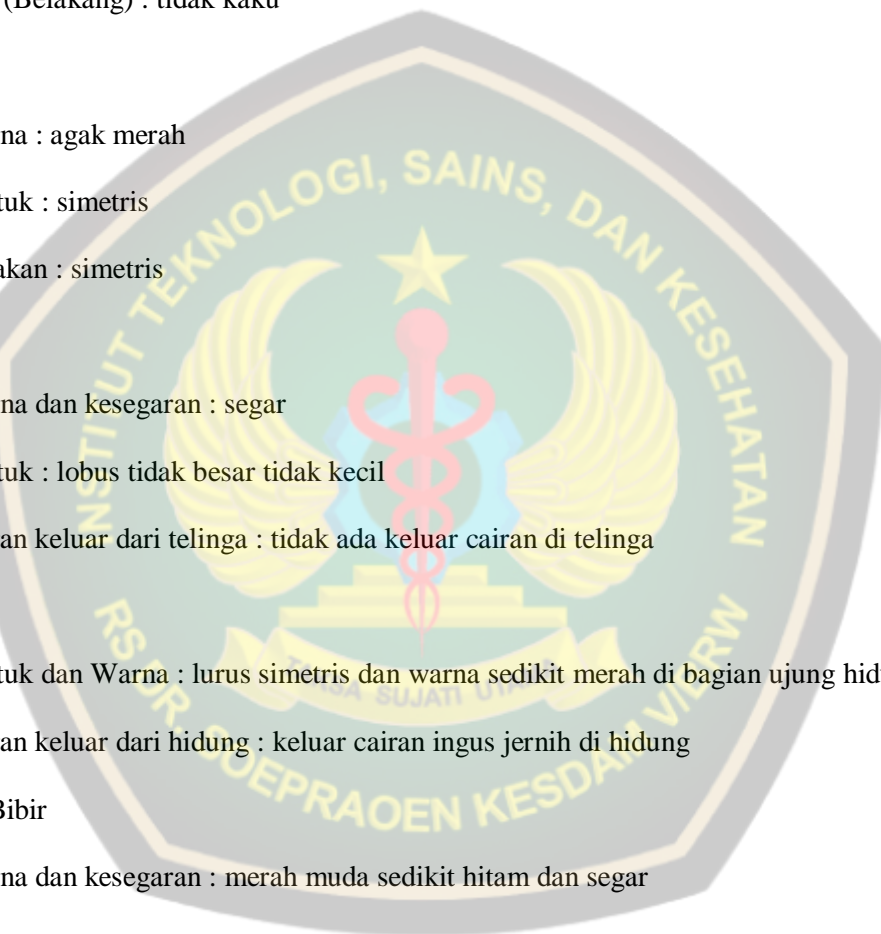 (Belakang) : tidak kaku
na : agak merah
tuk : simetris
akan : simetris
na dan kesegaran : segar
tuk : lobus tidak besar tidak kecil
an keluar dari telinga : tidak ada keluar cairan di telinga
tuk dan Warna : lurus simetris dan warna sedikit merah di bagian ujung hid
an keluar dari hidung : keluar cairan ingus jernih di hidung
Bibir
na dan kesegaran : merah muda sedikit hitam dan segar
INSTITUT TEKNOLOGI, SAINS, DAN KESEHATAN
RS DR. SOEPRAOEN KESDAM V/BRW
SUJATI